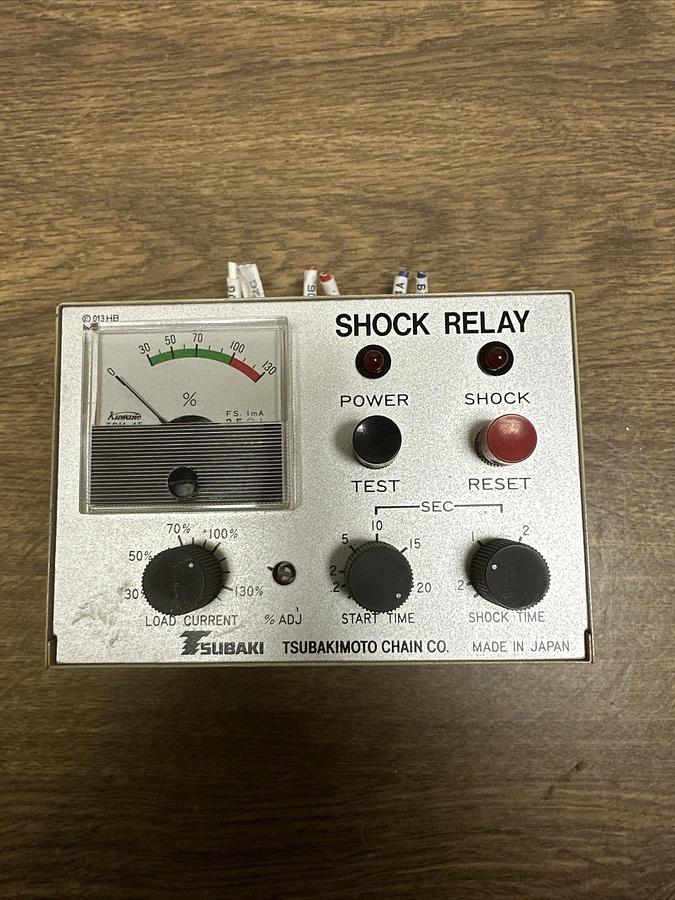 © 013HB
SHOCK RELAY
0 30 50 70 100 130
%
Kuwano
FS. 1mA
POWER
SHOCK
TEST
RESET
SEC
30 50% 70% 100% 130%
LOAD CURRENT
% ADJ
.2 2 5 10 15 20
START TIME
.2 1 2
SHOCK TIME
TSUBAKI
TSUBAKIMOTO CHAIN CO.
MADE IN JAPAN